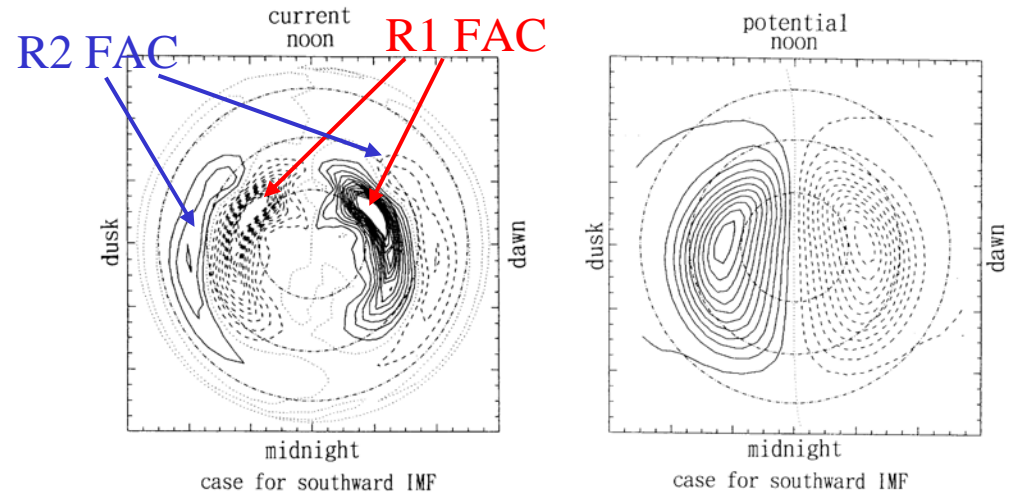 current
noon
R2 FAC
R1 FAC
dusk
dawn
midnight
case for southward IMF
potential
noon
dusk
dawn
midnight
case for southward IMF